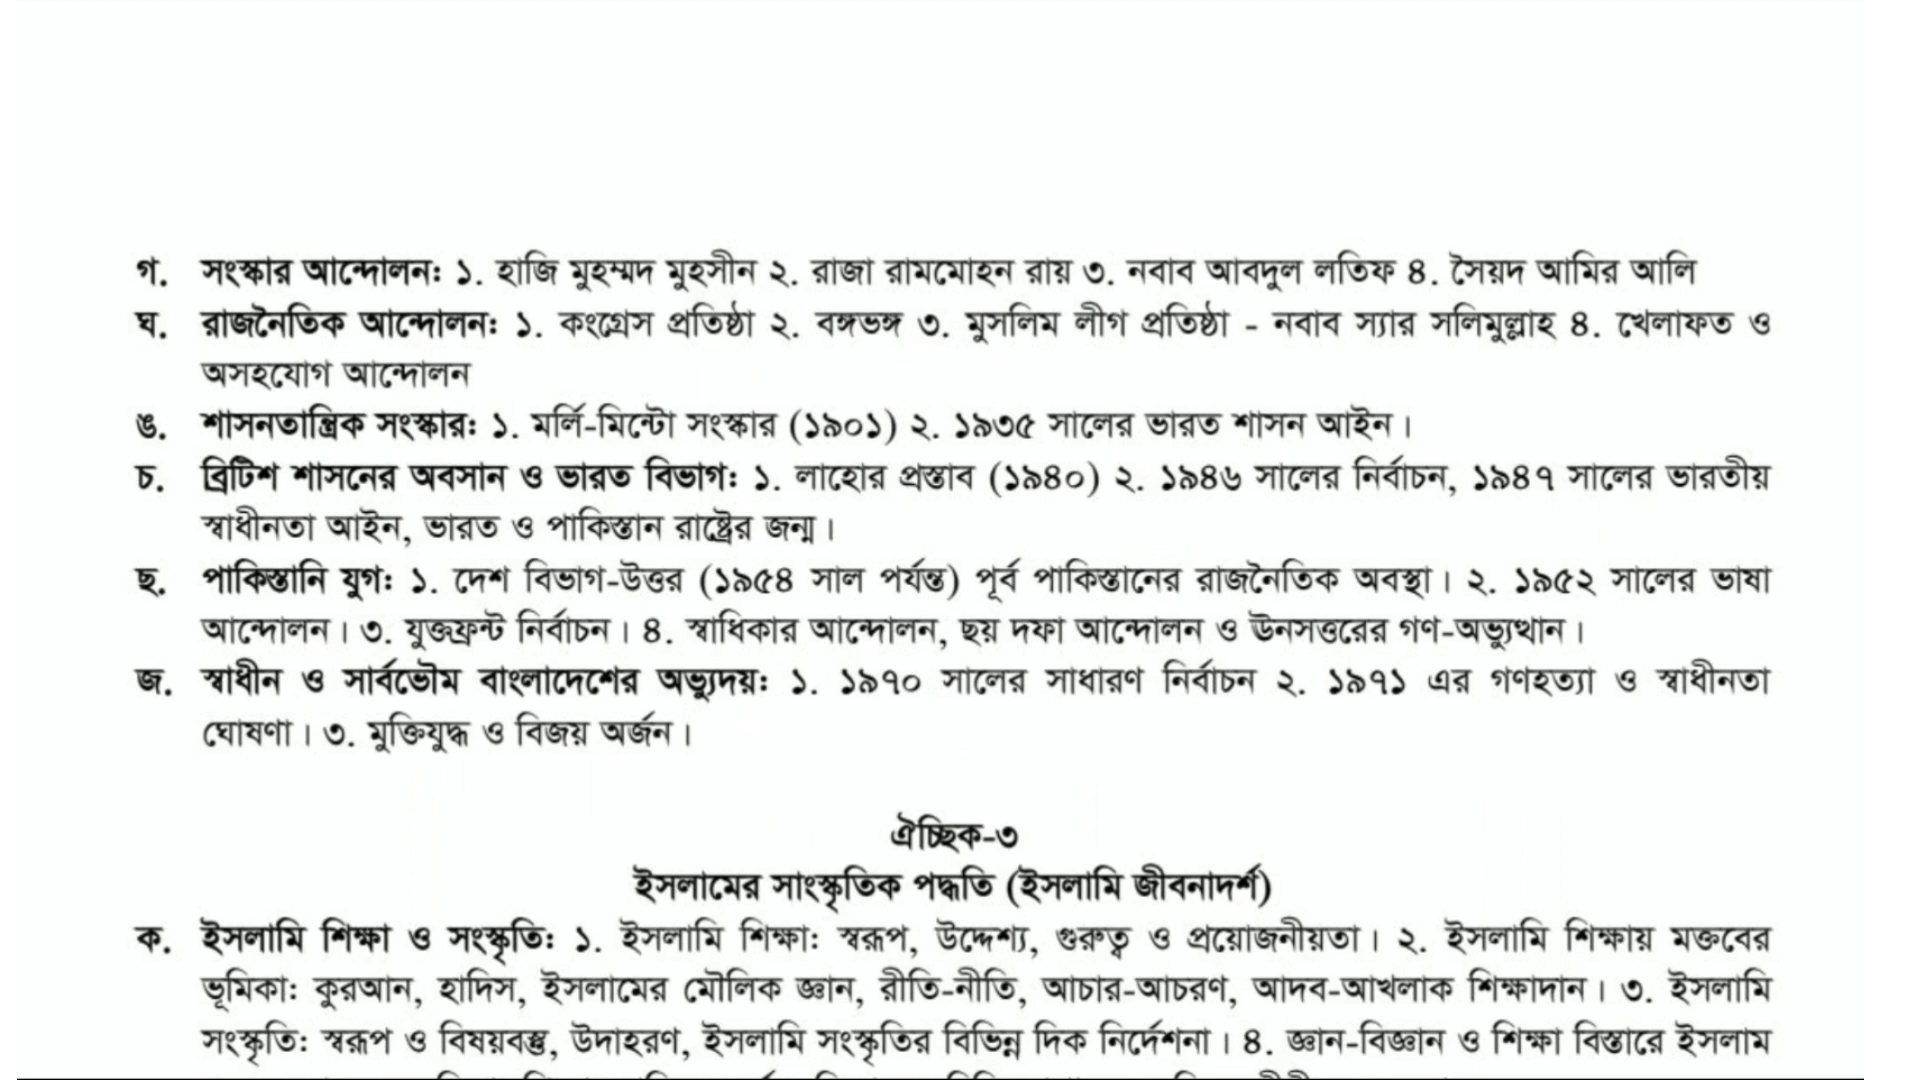 গ. সংস্কার আন্দোলনঃ ১. হাজি মুহম্মদ মুহসীন ২. রাজা রামমোহন রায় ৩. নবাব আবদুল লতিফ ৪. সৈয়দ আমির আলি
ঘ. রাজনৈতিক আন্দোলনঃ ১. কংগ্রেস প্রতিষ্ঠা ২. বঙ্গভঙ্গ ৩. মুসলিম লীগ প্রতিষ্ঠা - নবাব স্যার সলিমুল্লাহ ৪. খেলাফত ও
অসহযোগ আন্দোলন
ঙ. শাসনতান্ত্রিক সংস্কারঃ ১. মর্লি-মিন্টো সংস্কার (১৯০১) ২. ১৯৩৫ সালের ভারত শাসন আইন।
চ. ব্রিটিশ শাসনের অবসান ও ভারত বিভাগঃ ১. লাহোর প্রস্তাব (১৯৪০) ২. ১৯৪৬ সালের নির্বাচন, ১৯৪৭ সালের ভারতীয়
স্বাধীনতা আইন, ভারত ও পাকিস্তান রাষ্ট্রের জন্ম।
ছ. পাকিস্তানি যুগঃ ১. দেশ বিভাগ-উত্তর (১৯৫৪ সাল পর্যন্ত) পূর্ব পাকিস্তানের রাজনৈতিক অবস্থা। ২. ১৯৫২ সালের ভাষা
আন্দোলন। ৩. যুক্তফ্রন্ট নির্বাচন। ৪. স্বাধিকার আন্দোলন, ছয় দফা আন্দোলন ও ঊনসত্তরের গণ-অভ্যুত্থান।
জ. স্বাধীন ও সার্বভৌম বাংলাদেশের অভ্যুদয়ঃ ১. ১৯৭০ সালের সাধারণ নির্বাচন ২. ১৯৭১ এর গণহত্যা ও স্বাধীনতা
ঘোষণা। ৩. মুক্তিযুদ্ধ ও বিজয় অর্জন।
ঐচ্ছিক-৩
ইসলামের সাংস্কৃতিক পদ্ধতি (ইসলামি জীবনাদর্শ)
ক. ইসলামি শিক্ষা ও সংস্কৃতিঃ ১. ইসলামি শিক্ষাঃ স্বরূপ, উদ্দেশ্য, গুরুত্ব ও প্রয়োজনীয়তা। ২. ইসলামি শিক্ষায় মক্তবের
ভূমিকাঃ কুরআন, হাদিস, ইসলামের মৌলিক জ্ঞান, রীতি-নীতি, আচার-আচরণ, আদব-আখলাক শিক্ষাদান। ৩. ইসলামি
সংস্কৃতিঃ স্বরূপ ও বিষয়বস্তু, উদাহরণ, ইসলামি সংস্কৃতির বিভিন্ন দিক নির্দেশনা। ৪. জ্ঞান-বিজ্ঞান ও শিক্ষা বিস্তারে ইসলাম